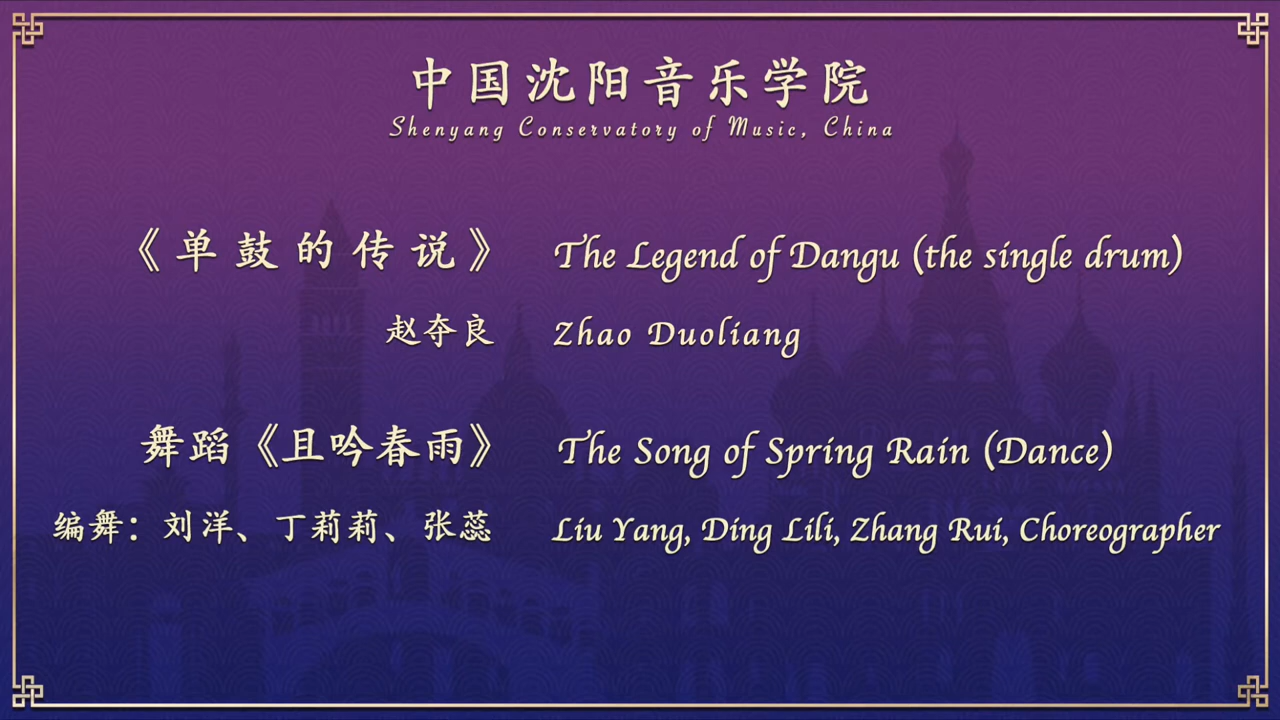 中国沈阳音乐学院
Shenyang Conservatory of Music, China
《单鼓的传说》 The Legend of Dangu (the single drum)
赵夺良 Zhao Duoliang
舞蹈《且吟春雨》 The Song of Spring Rain (Dance)
编舞：刘洋、丁莉莉、张蕊 Liu Yang, Ding Lili, Zhang Rui, Choreographer